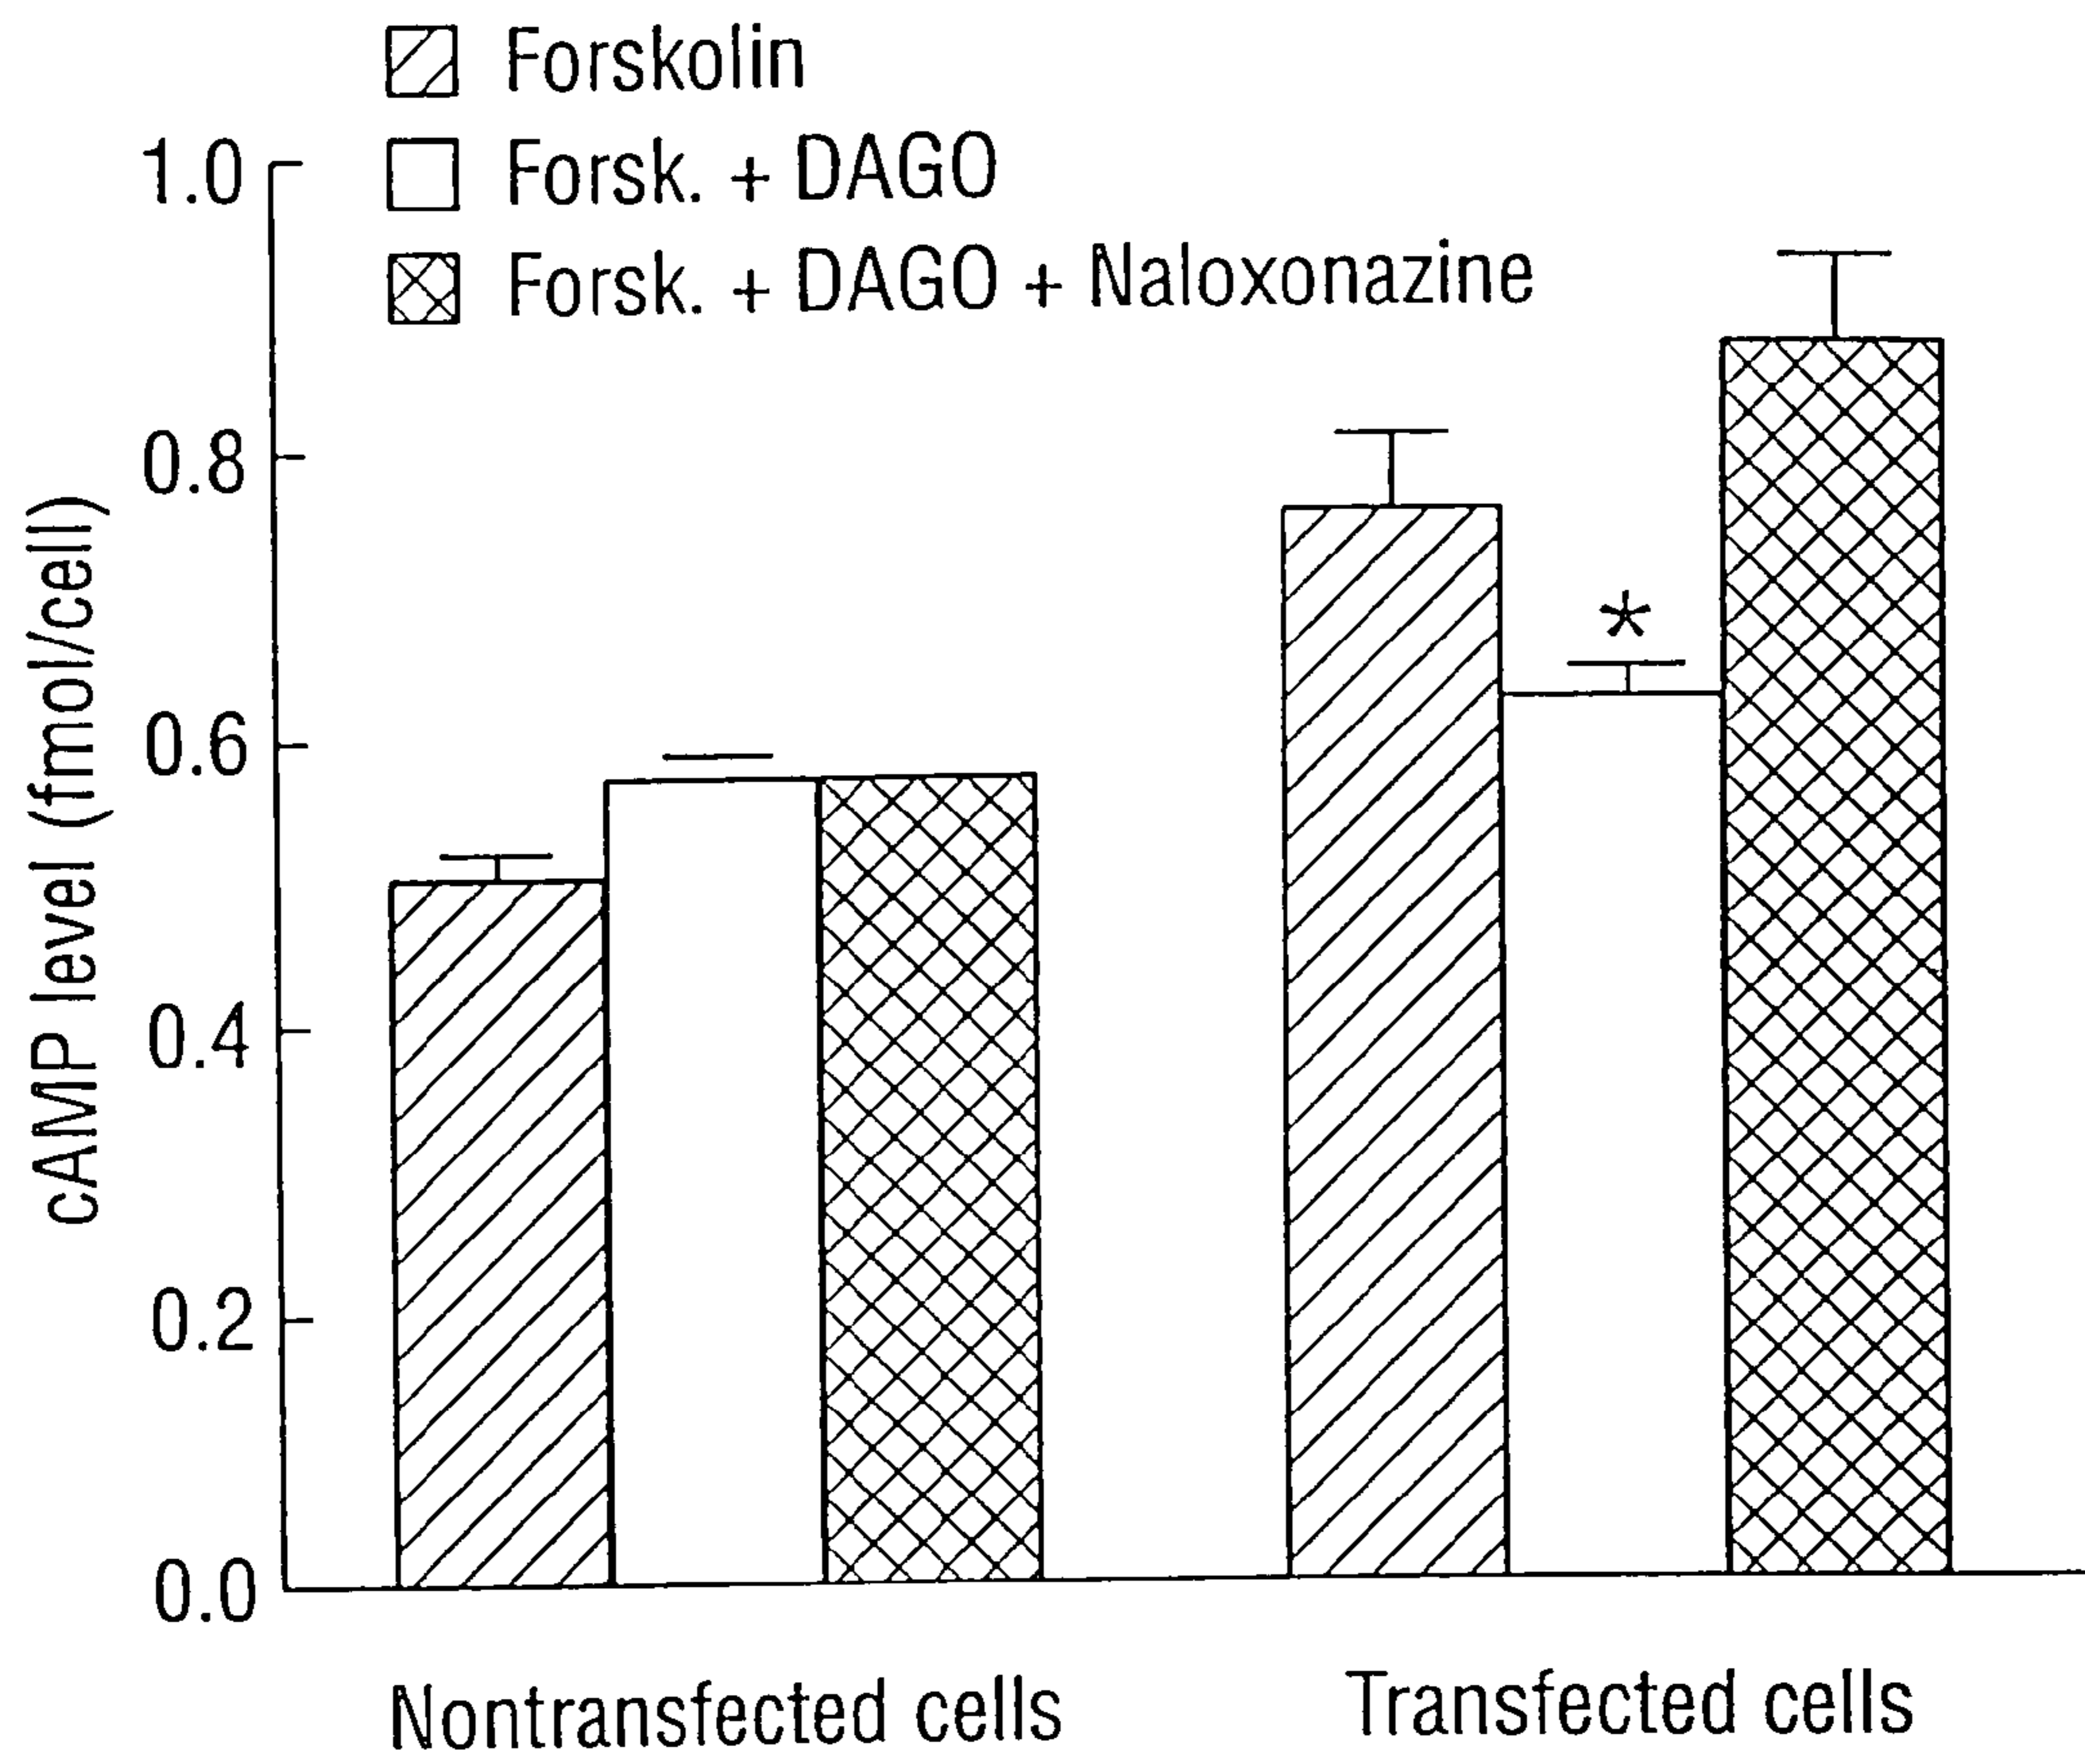 Forskolin
Forsk. + DAGO
Forsk. + DAGO + Naloxonazine
1.0
0.8
0.6
0.4
0.2
0.0
cAMP level (fmol/cell)
*
Nontransfected cells
Transfected cells